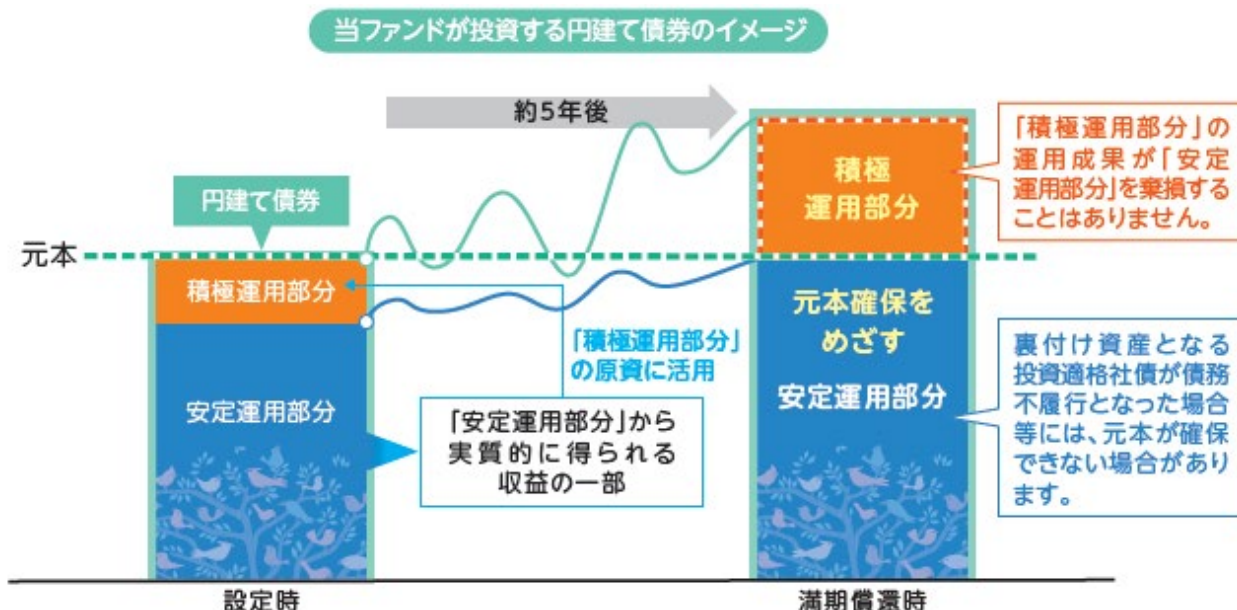 当ファンドが投資する円建て債券のイメージ
約5年後
円建て債券
元本
積極運用部分
安定運用部分
「積極運用部分」
の原資に活用
「安定運用部分」から
実質的に得られる
収益の一部
設定時
積極
運用部分
元本確保を
めざす
安定運用部分
満期償還時
「積極運用部分」の
運用成果が「安定
運用部分」を棄損する
ことはありません。
裏付け資産となる
投資適格社債が債務
不履行となった場合
等には、元本が確保
できない場合があり
ます。